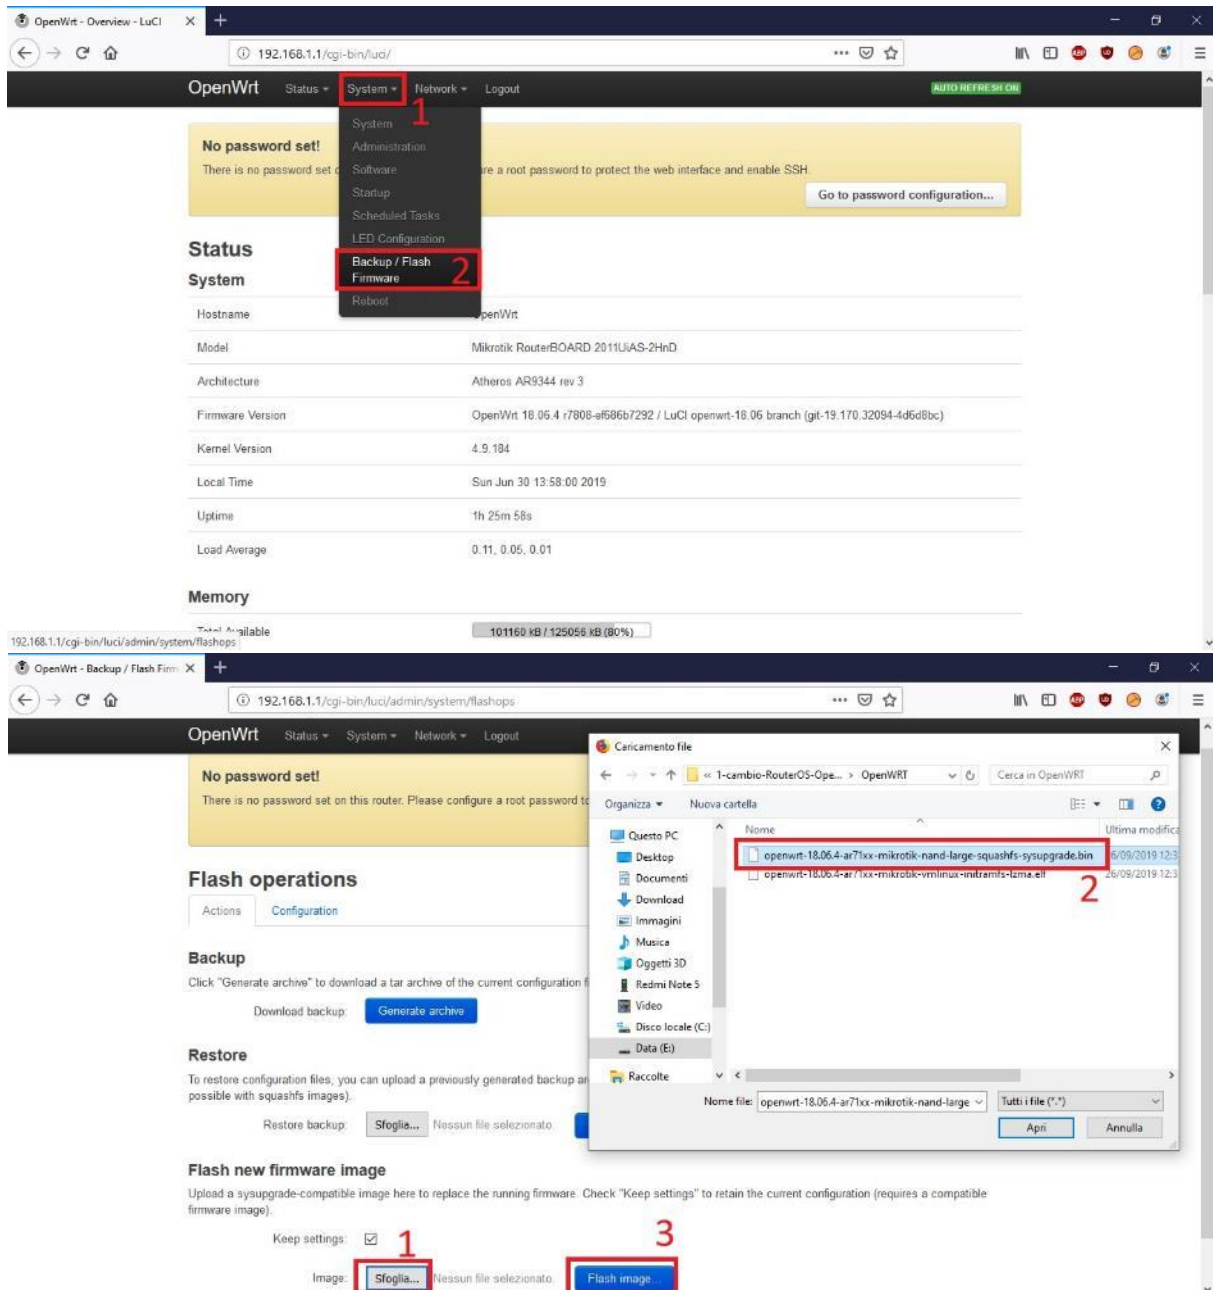 OpenWrt - Overview - LuCI
192.168.1.1/cgi-bin/luci/
OpenWrt Status System Network Logout AUTO REFRESH ON
1
System
Administration
Software
Startup
Scheduled Tasks
LED Configuration
Backup / Flash
Firmware
2
Reboot
No password set!
There is no password set re a root password to protect the web interface and enable SSH.
Go to password configuration...
Status
System
Hostname OpenWrt
Model Mikrotik RouterBOARD 2011UiAS-2HnD
Architecture Atheros AR9344 rev 3
Firmware Version OpenWrt 18.06.4 r7808-ef686b7292 / LuCI openwrt-18.06 branch (git-19.170.32094-4d6d8bc)
Kernel Version 4.9.184
Local Time Sun Jun 30 13:58:00 2019
Uptime 1h 25m 58s
Load Average 0.11, 0.05, 0.01
Memory
Total Available 101160 kB / 125056 kB (80%)
192.168.1.1/cgi-bin/luci/admin/system/flashops
OpenWrt - Backup / Flash Firm
192.168.1.1/cgi-bin/luci/admin/system/flashops
OpenWrt Status System Network Logout
No password set!
There is no password set on this router. Please configure a root password to
Flash operations
Actions Configuration
Backup
Click "Generate archive" to download a tar archive of the current configuration f
Download backup: Generate archive
Restore
To restore configuration files, you can upload a previously generated backup ar
possible with squashfs images).
Restore backup: Sfoglia... Nessun file selezionato.
Flash new firmware image
Upload a sysupgrade-compatible image here to replace the running firmware. Check "Keep settings" to retain the current configuration (requires a compatible
firmware image).
Keep settings:
1
3
Image: Sfoglia... Nessun file selezionato. Flash image...
Caricamento file
« 1-cambio-RouterOS-Ope... > OpenWRT Cerca in OpenWRT
Organizza Nuova cartella
Questo PC
Desktop
Documenti
Download
Immagini
Musica
Oggetti 3D
Redmi Note 5
Video
Disco locale (C:)
Data (E:)
Raccolte
Nome Ultima modifica
openwrt-18.06.4-ar71xx-mikrotik-nand-large-squashfs-sysupgrade.bin 26/09/2019 12:3
openwrt-18.06.4-ar71xx-mikrotik-vmlinux-initramfs-lzma.elf 26/09/2019 12:3
2
Nome file: openwrt-18.06.4-ar71xx-mikrotik-nand-large Tutti i file (*.*)
Apri Annulla